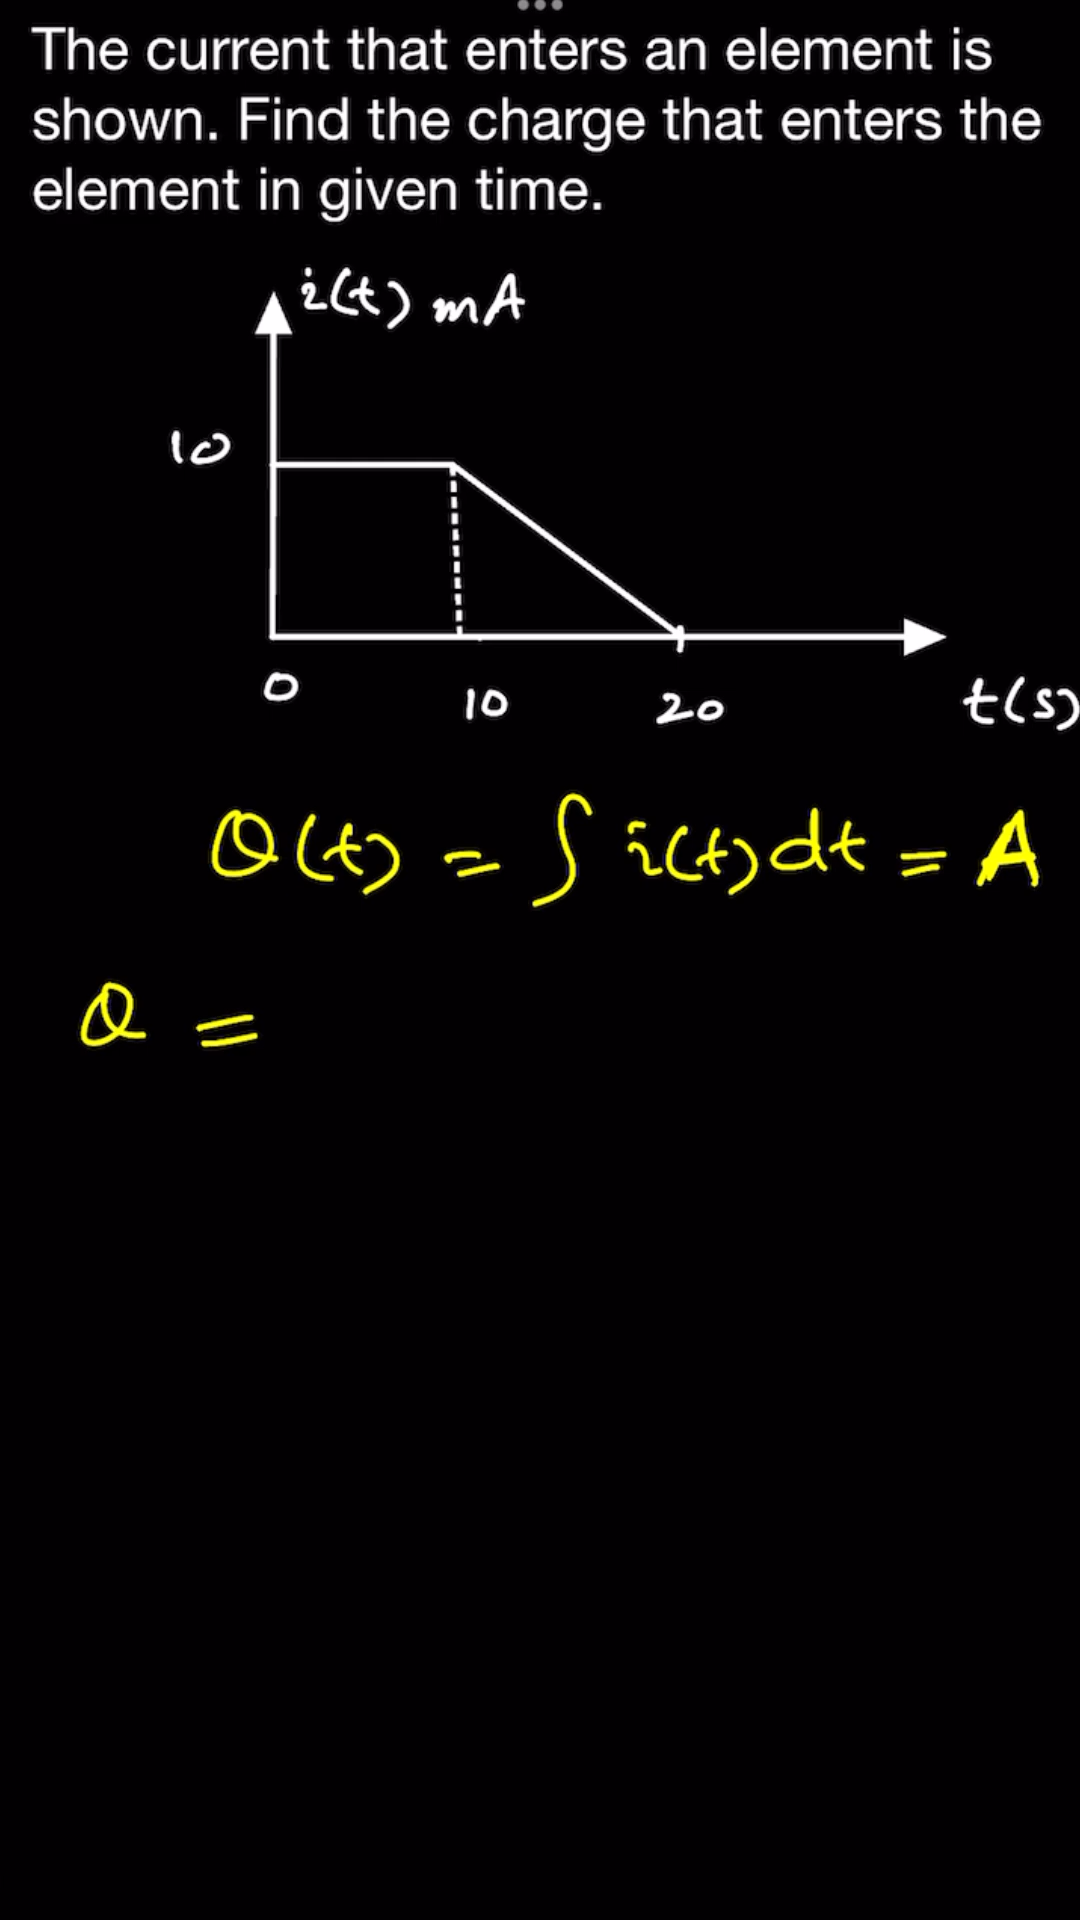 The current that enters an element is
shown. Find the charge that enters the
element in given time.
i(t) mA
10
0
10
20
t(s)
Q(t) = ∫ i(t) dt = A
Q =